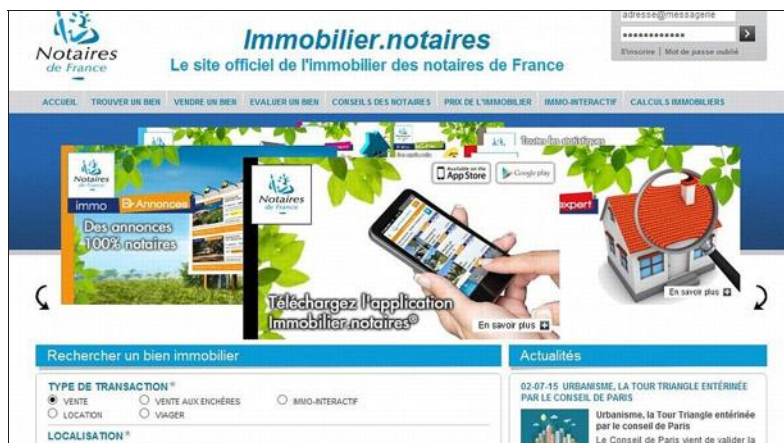 Notaires
de France
Immobilier.notaires
Le site officiel de l'immobilier des notaires de France
adresse@messagerie
S'inscrire | Mot de passe oublié
ACCUEIL TROUVER UN BIEN VENDRE UN BIEN EVALUER UN BIEN CONSEILS DES NOTAIRES PRIX DE L'IMMOBILIER IMMO-INTERACTIF CALCULS IMMOBILIERS
Toutes les statistiques
Notaires
de France
immo Annonces
Des annonces
100% notaires
Notaires
de France
Available on the
App Store
Google play
Téléchargez l'application
Immobilier.notaires®
En savoir plus
expert
En savoir plus
Rechercher un bien immobilier
TYPE DE TRANSACTION *
VENTE VENTE AUX ENCHÈRES IMMO-INTERACTIF
LOCATION VIAGER
LOCALISATION *
Actualités
02-07-15 URBANISME, LA TOUR TRIANGLE ENTÉRINÉE
PAR LE CONSEIL DE PARIS
Urbanisme, la Tour Triangle entérinée
par le conseil de Paris
Le Conseil de Paris vient de valider la